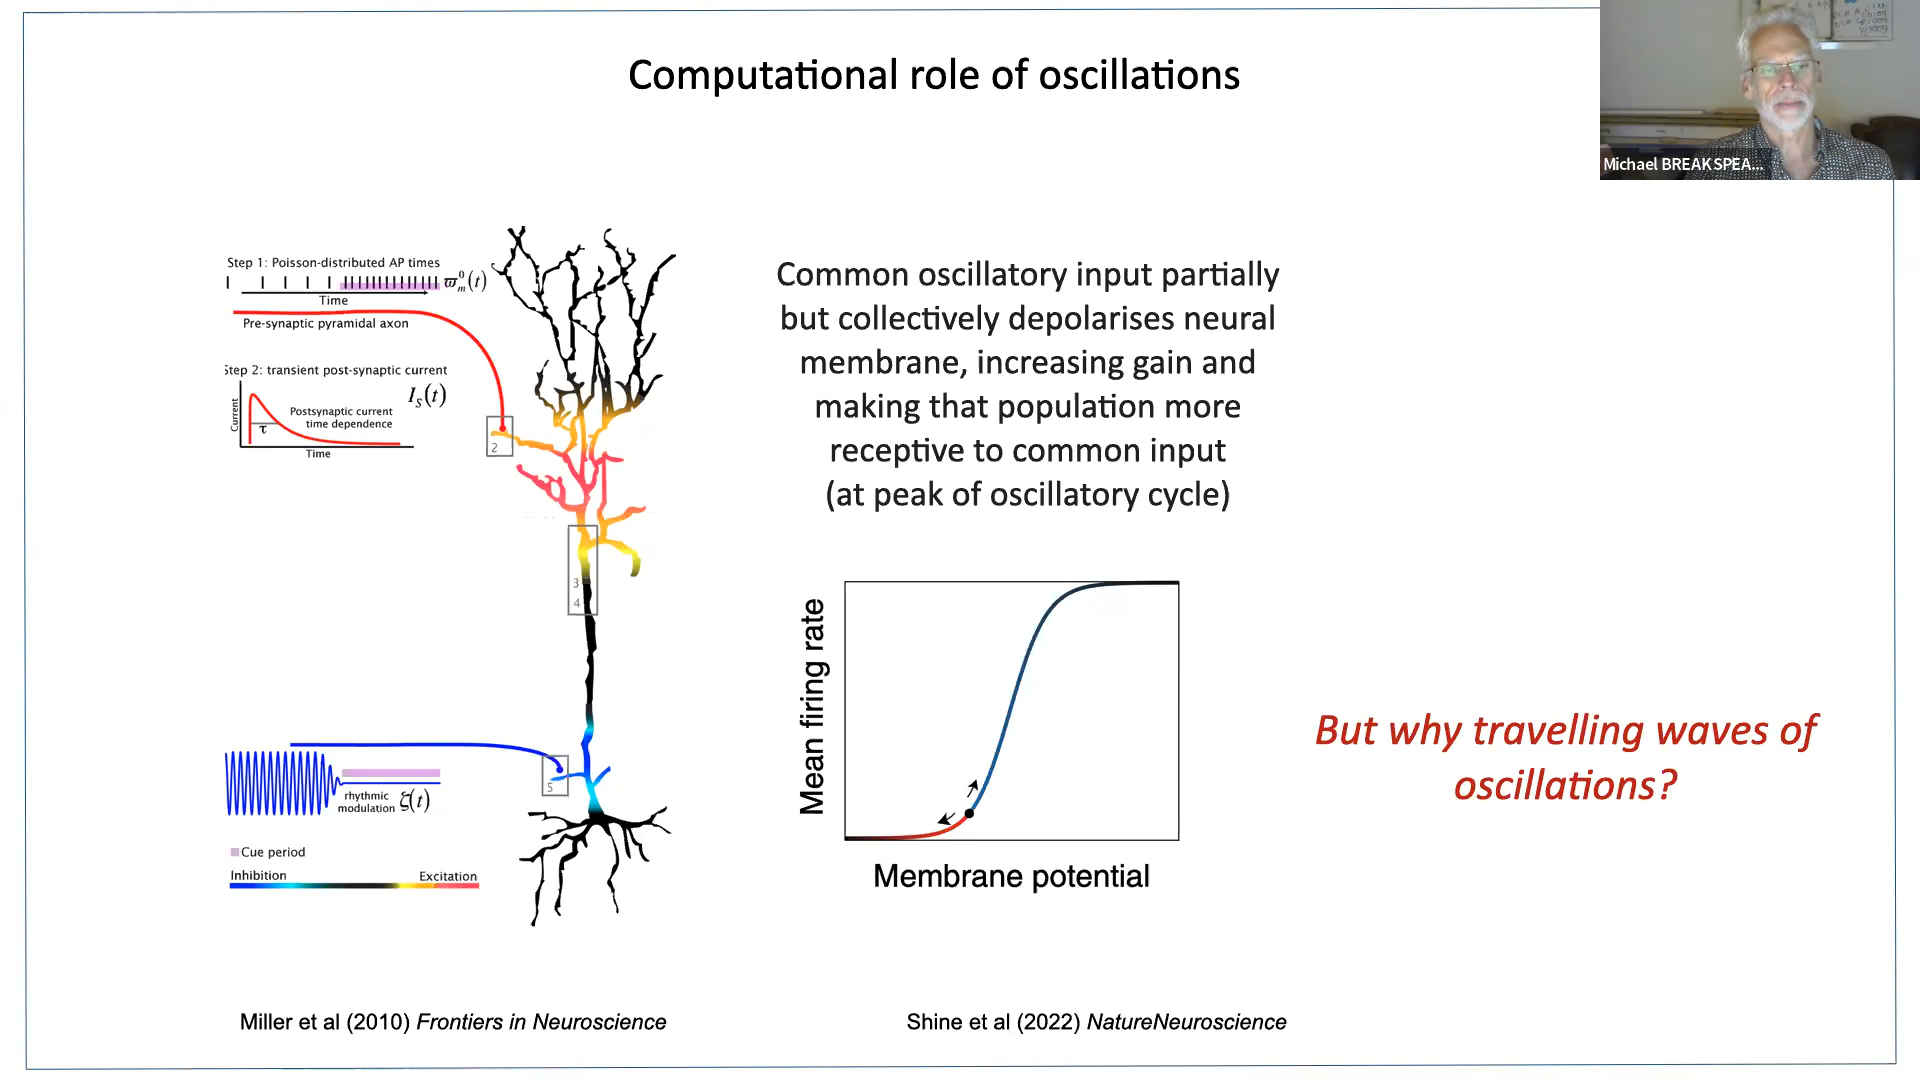 Computational role of oscillations
Michael BREAKSPEA...
Step 1: Poisson-distributed AP times
Time
Pre-synaptic pyramidal axon
Step 2: transient post-synaptic current
I_S(t)
Current
Postsynaptic current
time dependence
τ
Time
2
3
4
5
rhythmic
modulation ζ(t)
Cue period
Inhibition Excitation
Common oscillatory input partially
but collectively depolarises neural
membrane, increasing gain and
making that population more
receptive to common input
(at peak of oscillatory cycle)
Mean firing rate
Membrane potential
But why travelling waves of
oscillations?
Miller et al (2010) Frontiers in Neuroscience
Shine et al (2022) NatureNeuroscience